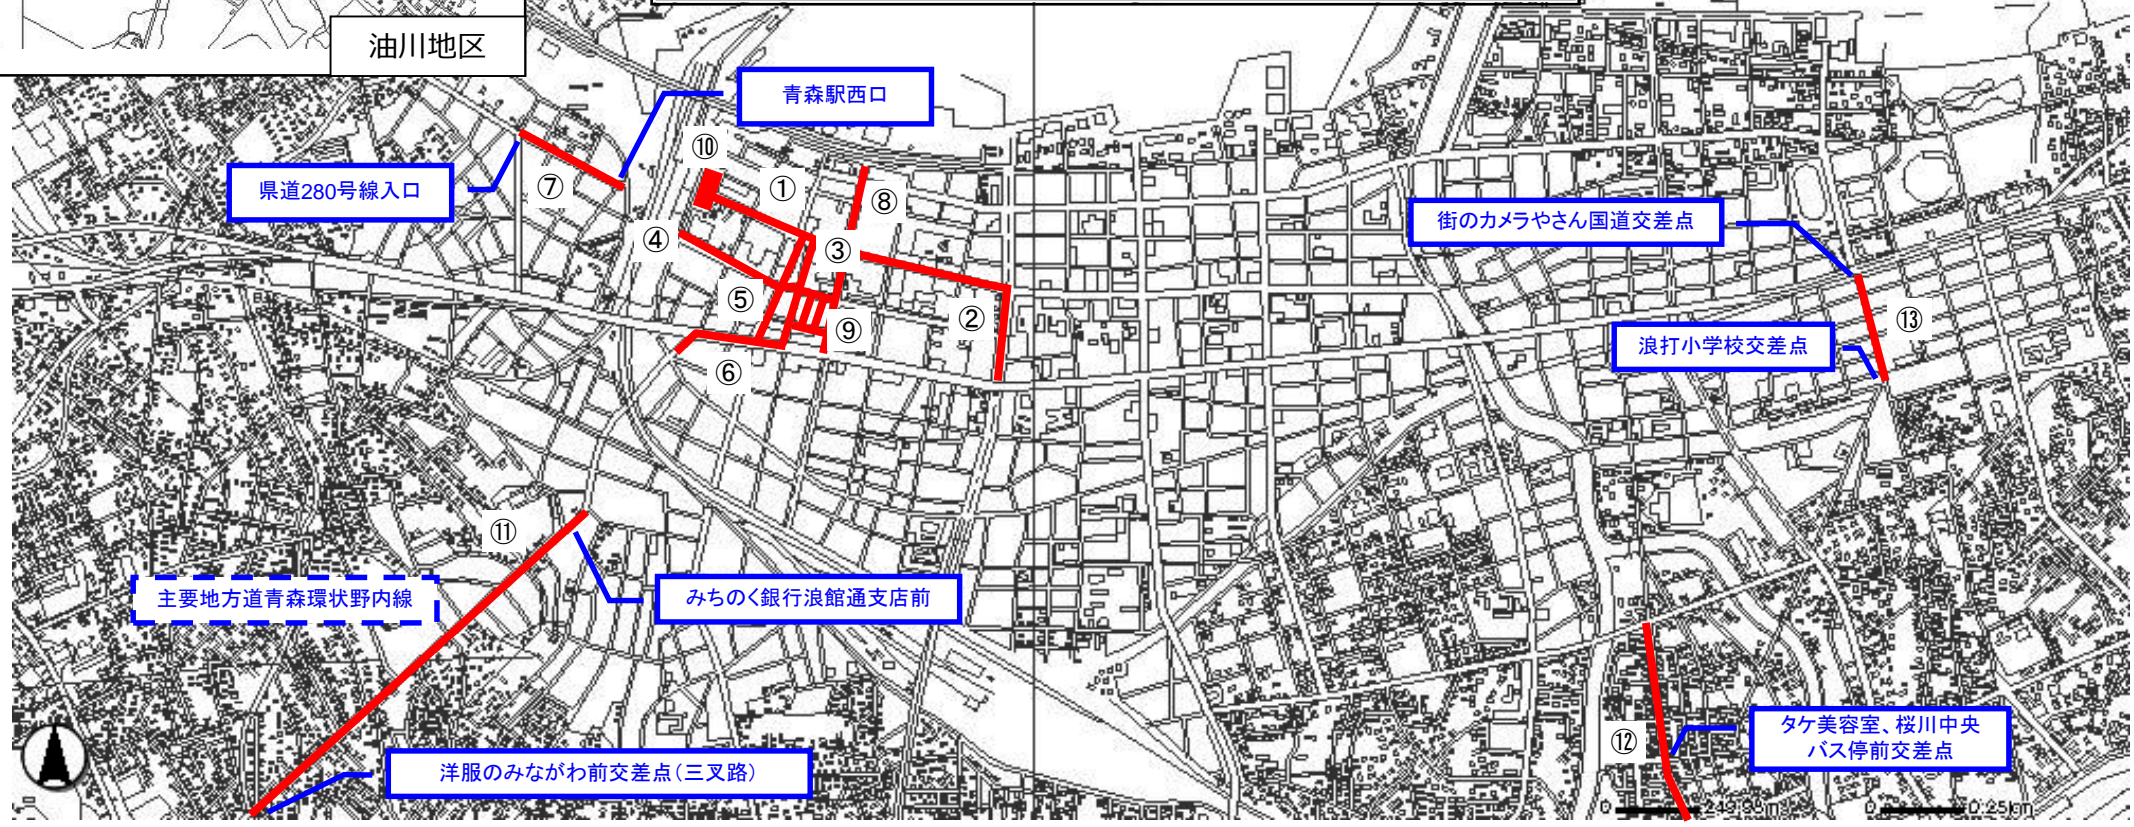 油川地区
青森駅西口
⑩
県道280号線入口
⑦
①
⑧
街のカメラやさん国道交差点
④
③
⑤
⑨
②
⑬
浪打小学校交差点
⑥
⑪
主要地方道青森環状野内線
みちのく銀行浪館通支店前
タケ美容室、桜川中央
バス停前交差点
⑫
洋服のみながわ前交差点(三叉路)
0 249.98m
0 0.25km